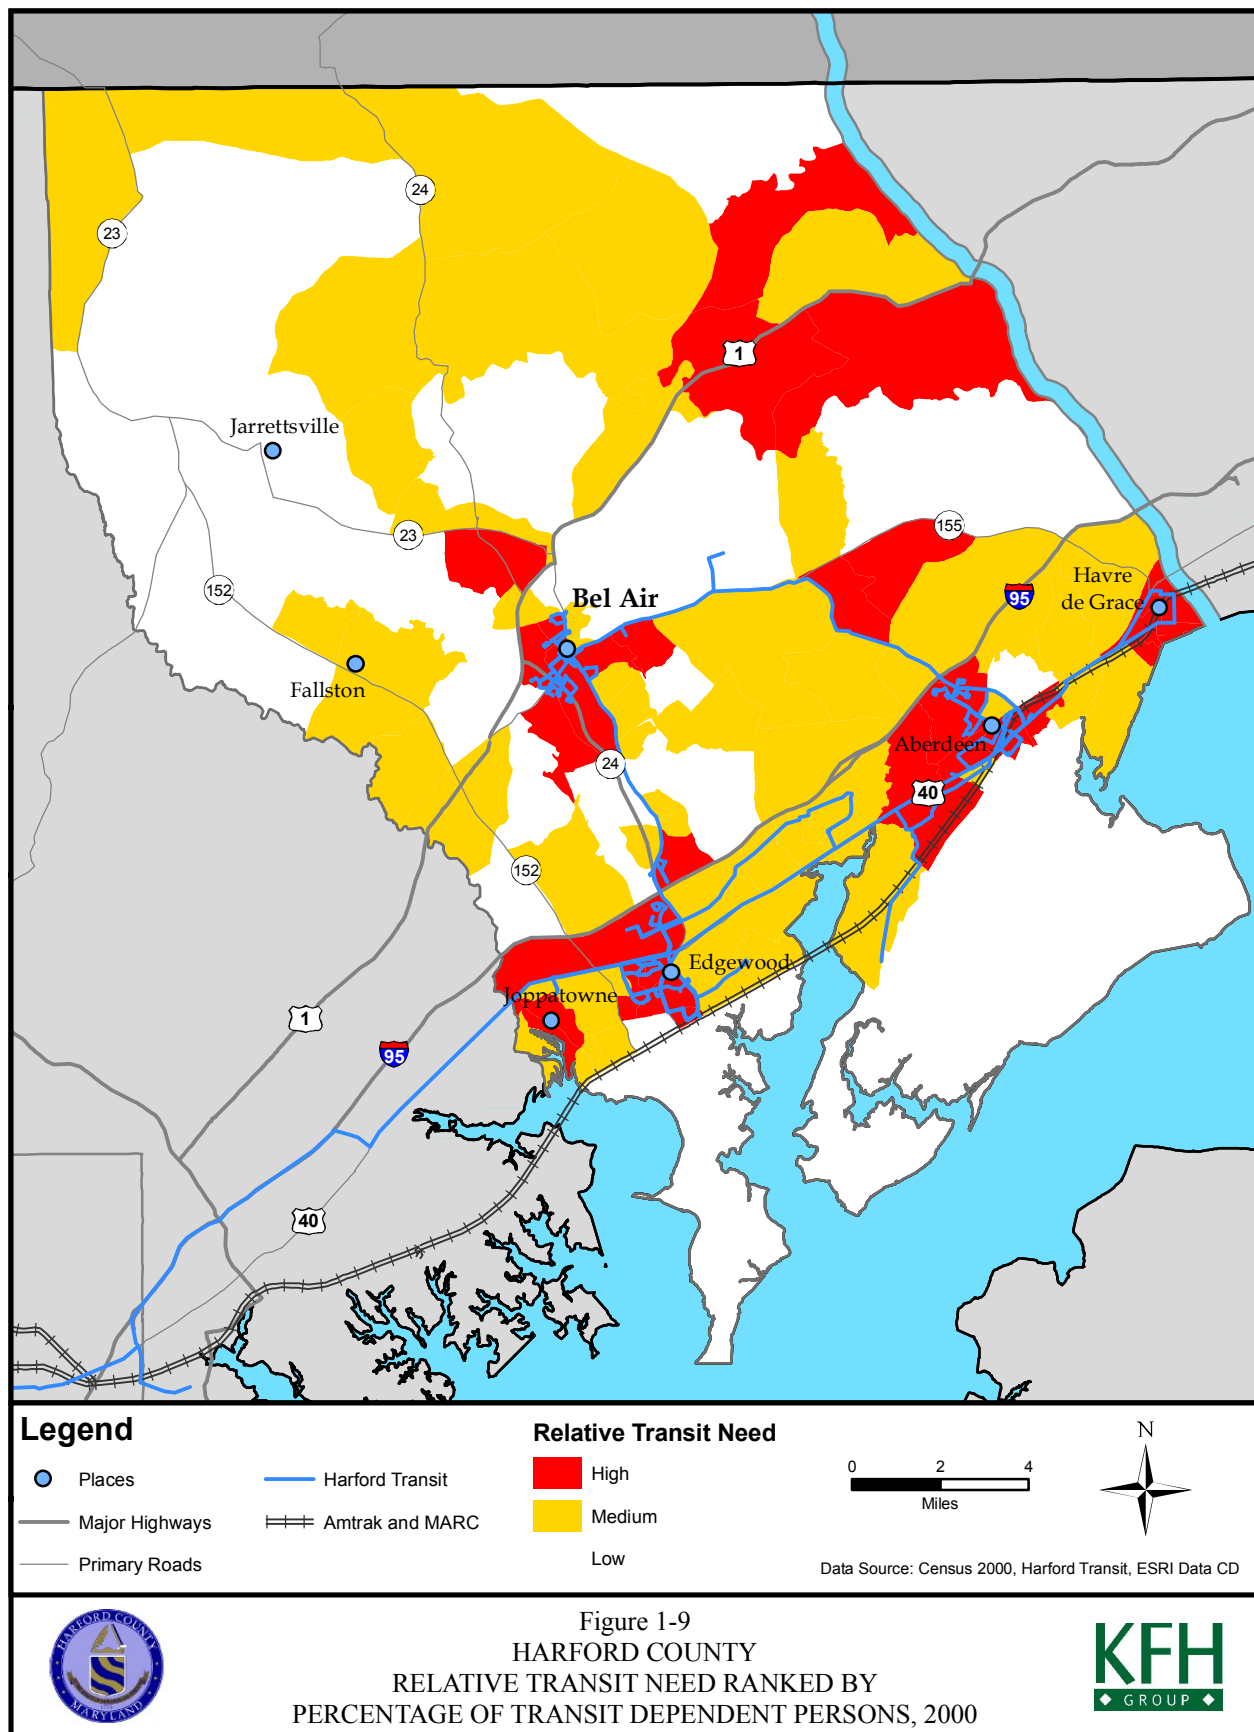 24
23
1
Jarrettsville
23
155
152
Havre
de Grace
95
Bel Air
Fallston
24
Aberdeen
40
152
Edgewood
Joppatowne
1
95
40
Legend
Places
Major Highways
Primary Roads
Harford Transit
Amtrak and MARC
Relative Transit Need
High
Medium
Low
0 2 4
Miles
N
Data Source: Census 2000, Harford Transit, ESRI Data CD
HARFORD COUNTY
MARYLAND
Figure 1-9
HARFORD COUNTY
RELATIVE TRANSIT NEED RANKED BY
PERCENTAGE OF TRANSIT DEPENDENT PERSONS, 2000
KFH
GROUP